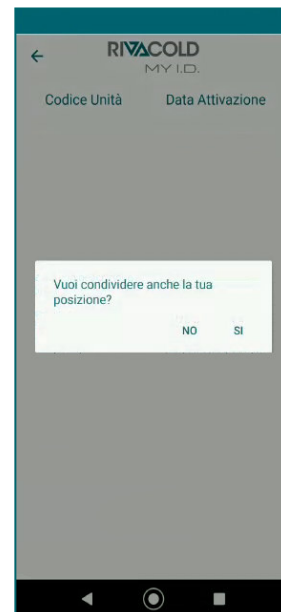 RIVACOLD
MY I.D.
Codice Unità Data Attivazione
Vuoi condividere anche la tua
posizione?
NO SI